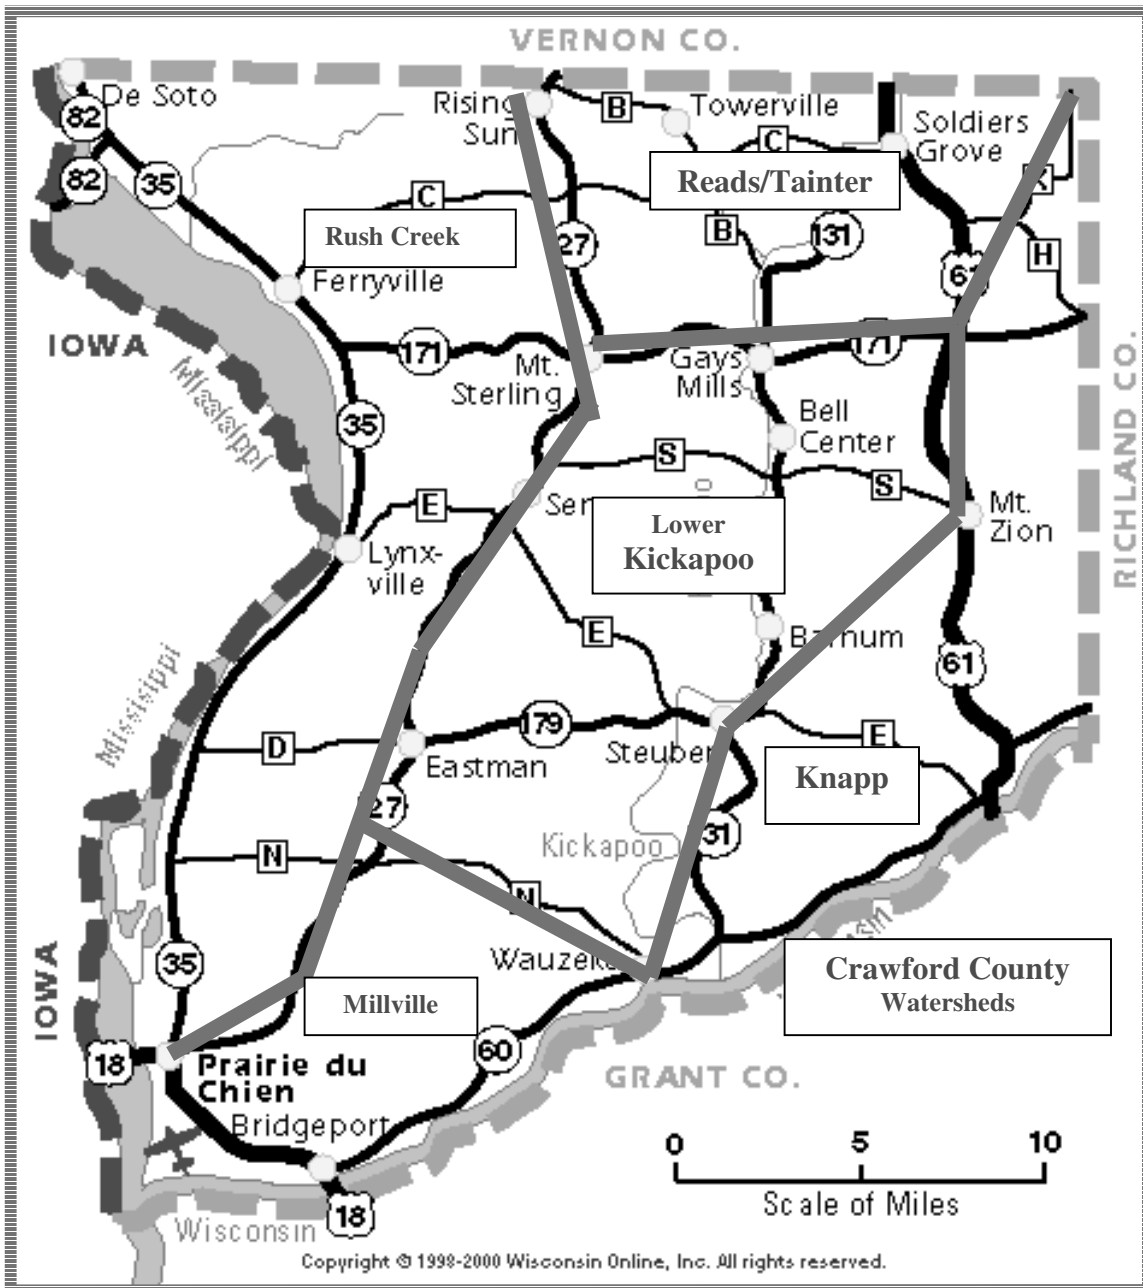 VERNON CO.
De Soto
Rising
Sun
B
Towerville
Soldiers
Grove
82
82
35
C
C
Reads/Tainter
Rush Creek
27
B
131
H
61
Ferryville
IOWA
Mississippi
171
Mt.
Sterling
Gays
Mills
171
RICHLAND CO.
35
Bell
Center
S
S
E
Mt.
Zion
Lynx-
ville
Lower
Kickapoo
E
Barnum
61
Mississippi
179
D
Eastman
E
Knapp
27
31
Kickapoo
N
N
35
IOWA
Millville
Crawford County
Watersheds
18
Prairie du
Chien
60
GRANT CO.
Bridgeport
0 5 10
Scale of Miles
18
Wisconsin
Copyright © 1998-2000 Wisconsin Online, Inc. All rights reserved.